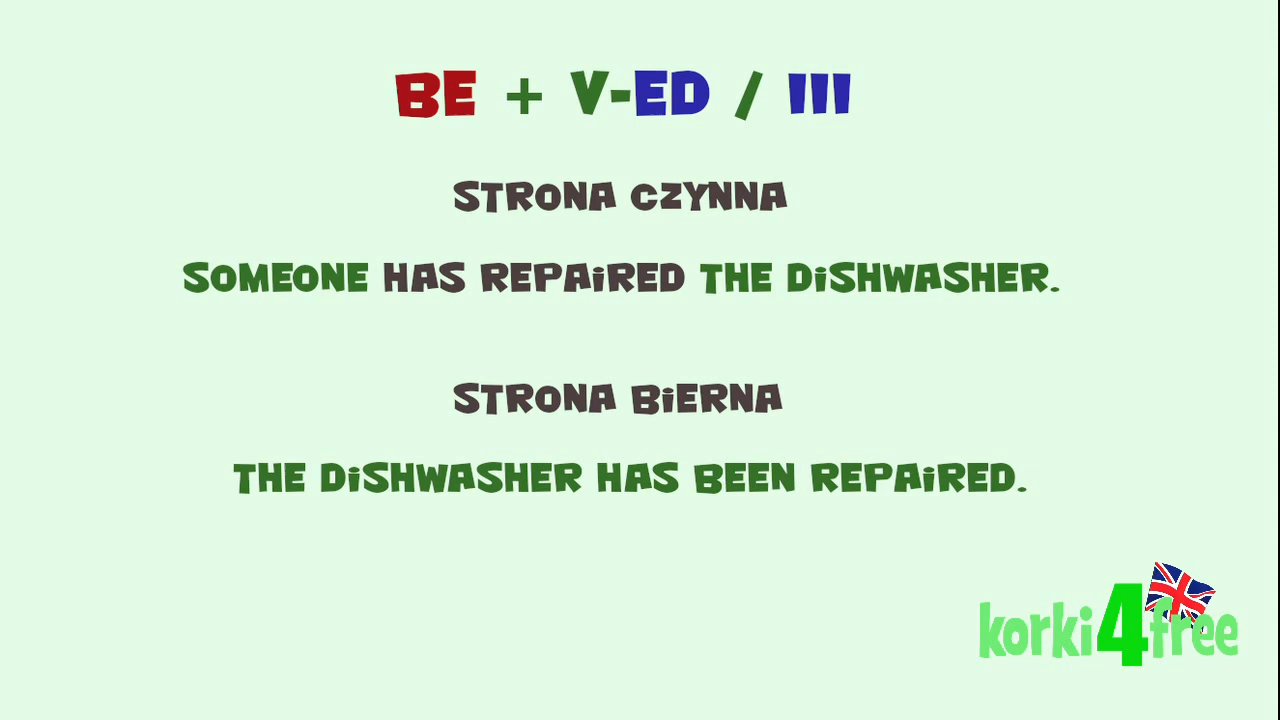 BE + V-ED / III
STRONA CZYNNA
SOMEONE HAS REPAiRED THE DiSHWASHER.
STRONA BiERNA
THE DiSHWASHER HAS BEEN REPAiRED.
korki4free